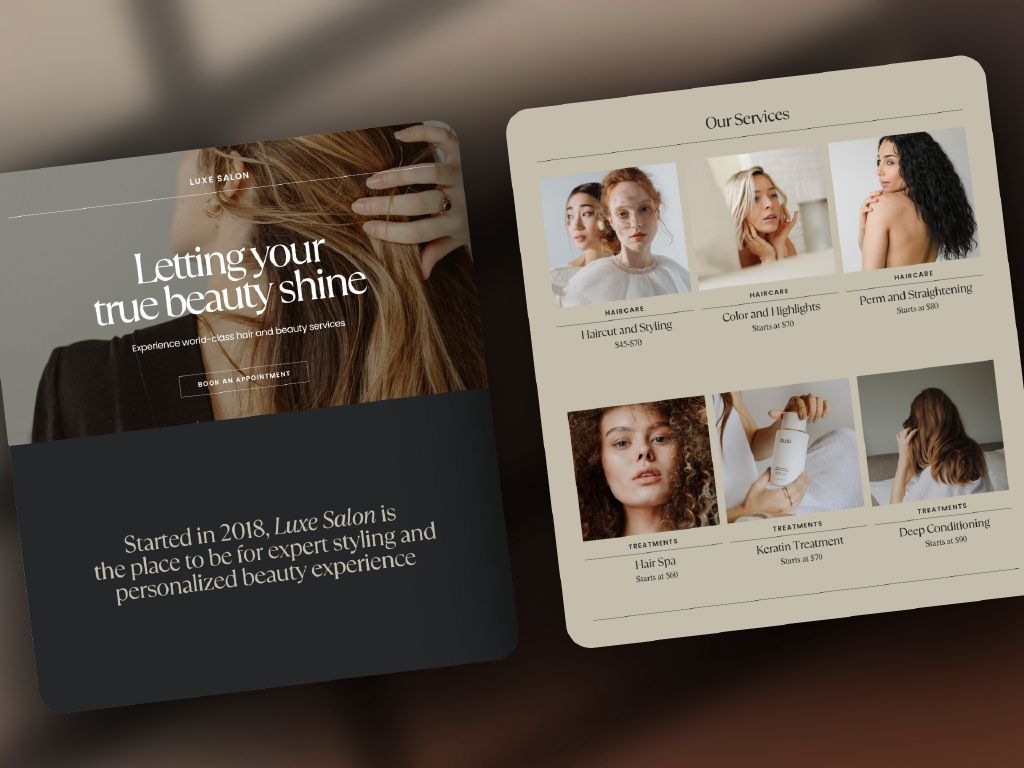 LUXE SALON
Letting your
true beauty shine
Experience world-class hair and beauty services
BOOK AN APPOINTMENT
Started in 2018, Luxe Salon is
the place to be for expert styling and
personalized beauty experience
Our Services
HAIRCARE
Haircut and Styling
$45-$70
HAIRCARE
Color and Highlights
Starts at $70
HAIRCARE
Perm and Straightening
Starts at $80
OUAI
TREATMENTS
Hair Spa
Starts at $60
TREATMENTS
Keratin Treatment
Starts at $70
TREATMENTS
Deep Conditioning
Starts at $90